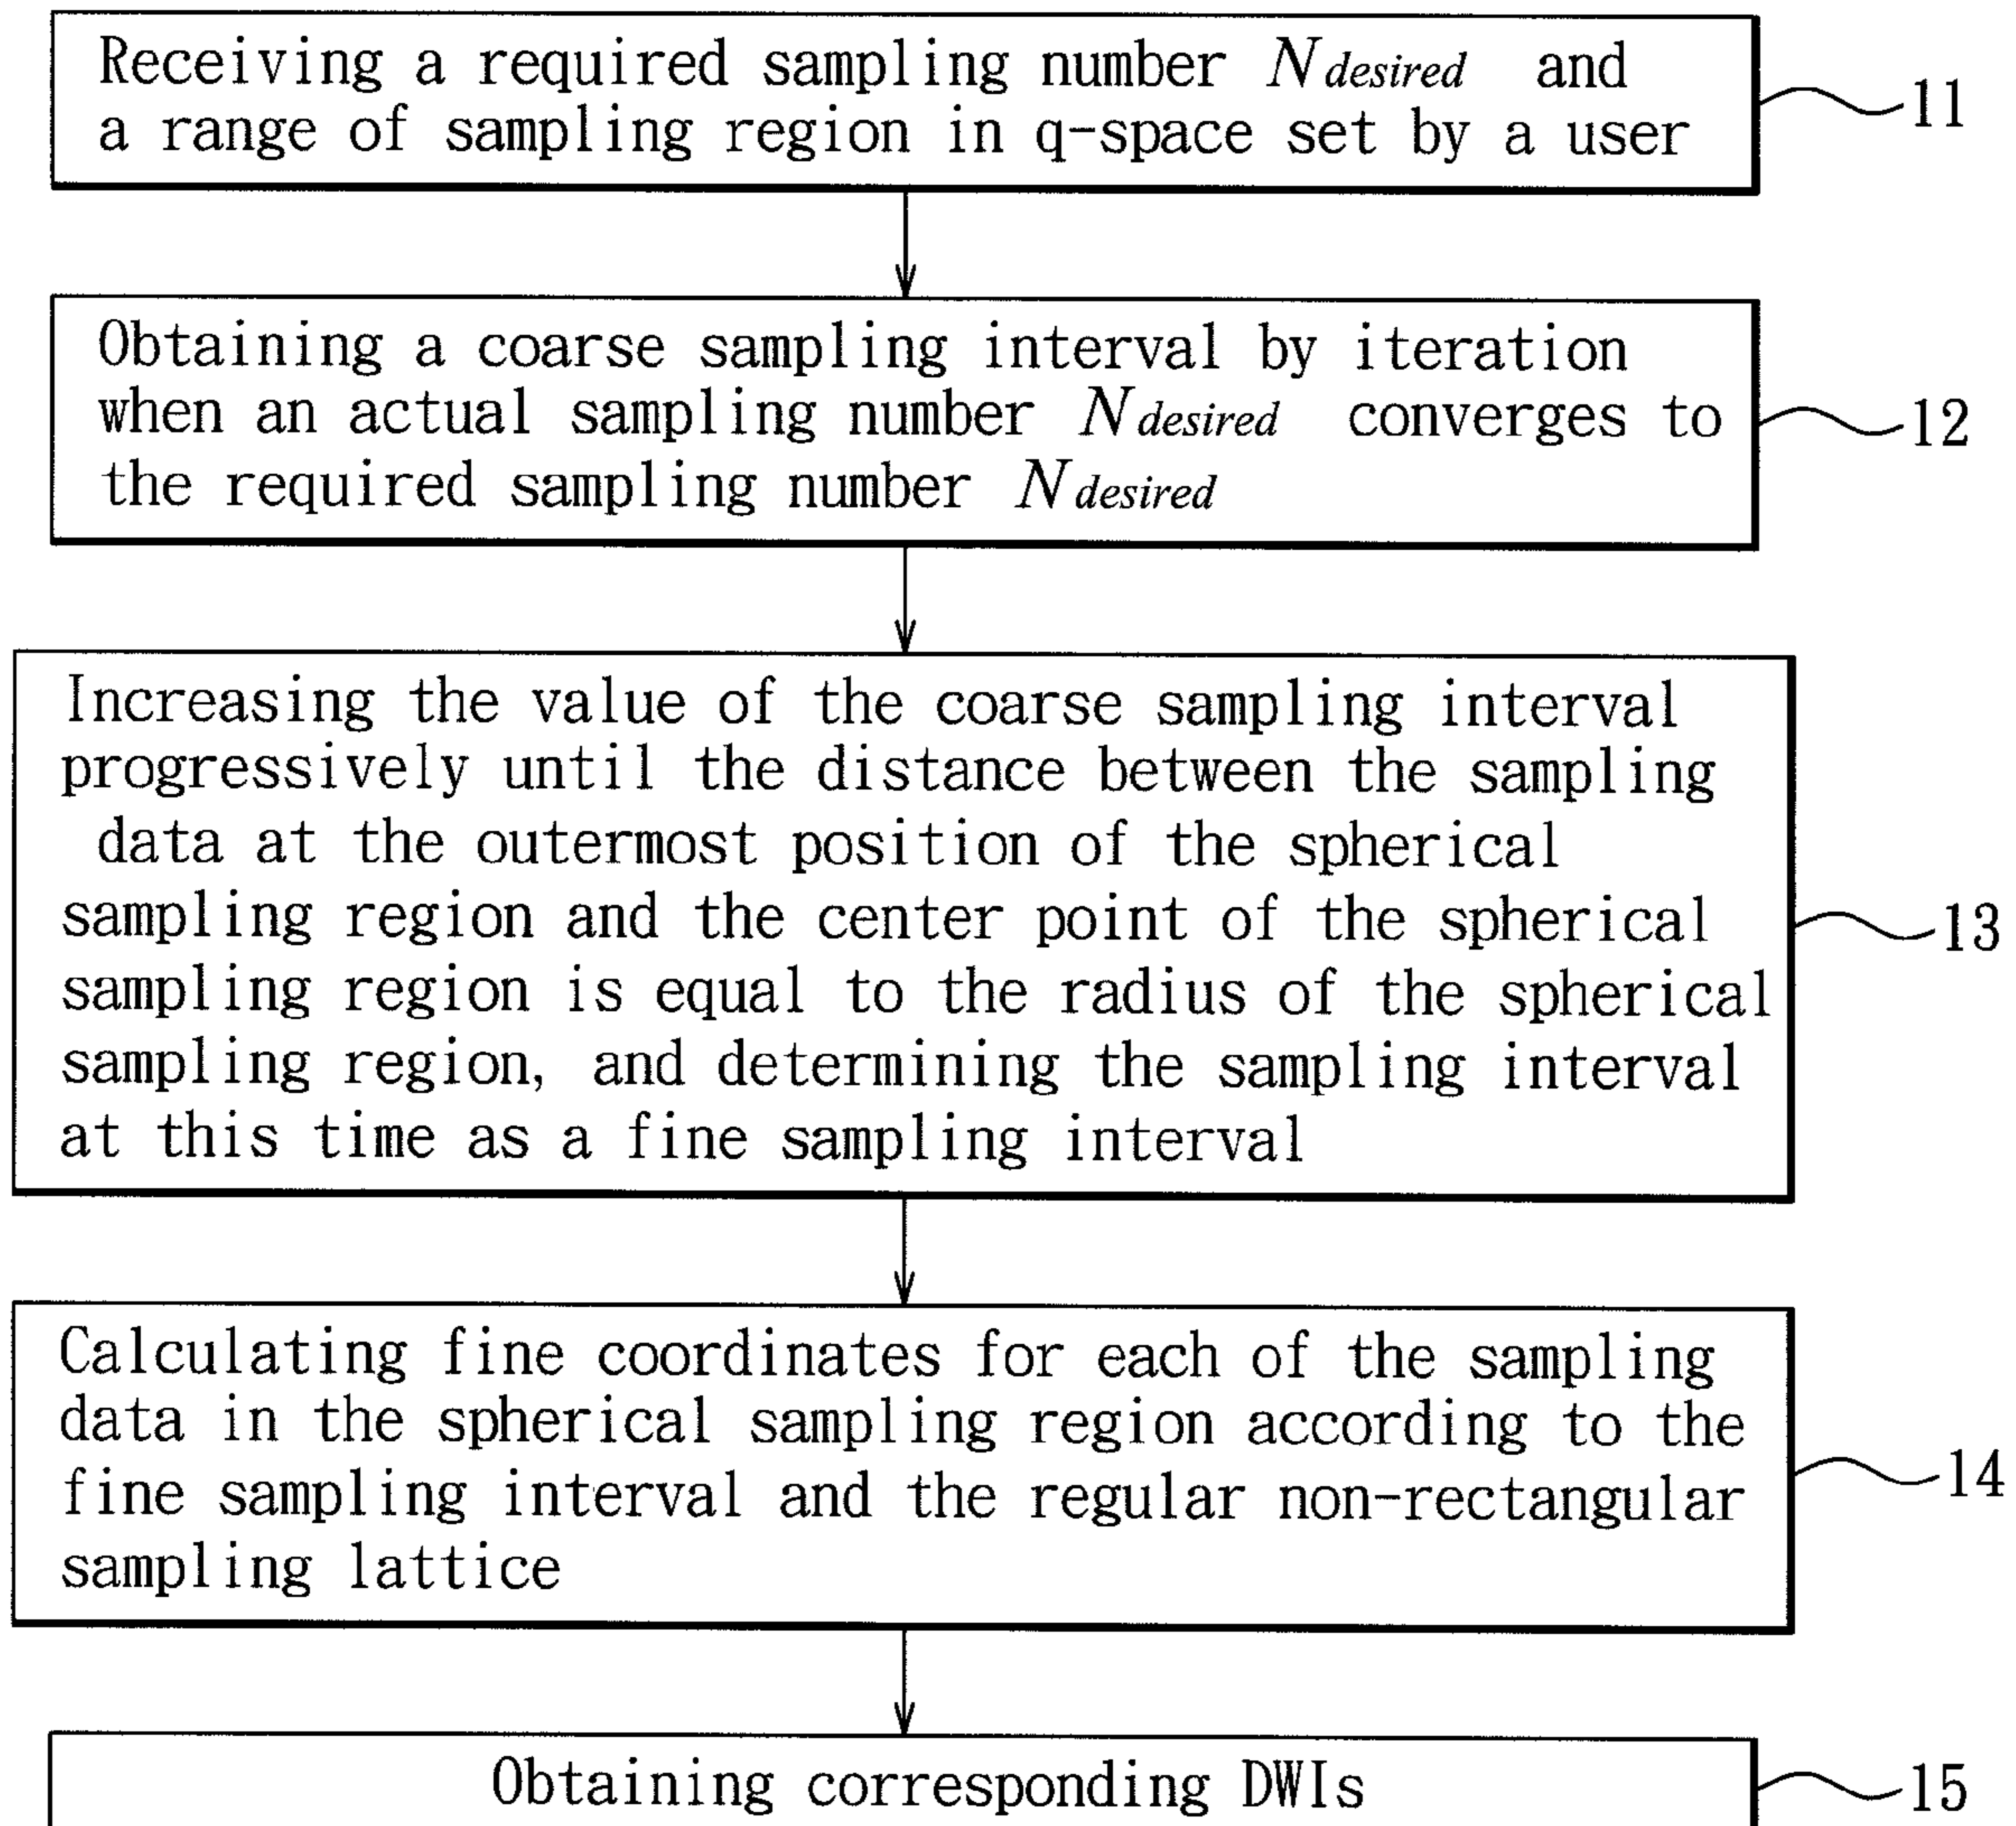 Receiving a required sampling number N desired and
a range of sampling region in q-space set by a user
11
Obtaining a coarse sampling interval by iteration
when an actual sampling number N desired converges to
the required sampling number N desired
12
Increasing the value of the coarse sampling interval
progressively until the distance between the sampling
data at the outermost position of the spherical
sampling region and the center point of the spherical
sampling region is equal to the radius of the spherical
sampling region, and determining the sampling interval
at this time as a fine sampling interval
13
Calculating fine coordinates for each of the sampling
data in the spherical sampling region according to the
fine sampling interval and the regular non-rectangular
sampling lattice
14
Obtaining corresponding DWIs
15